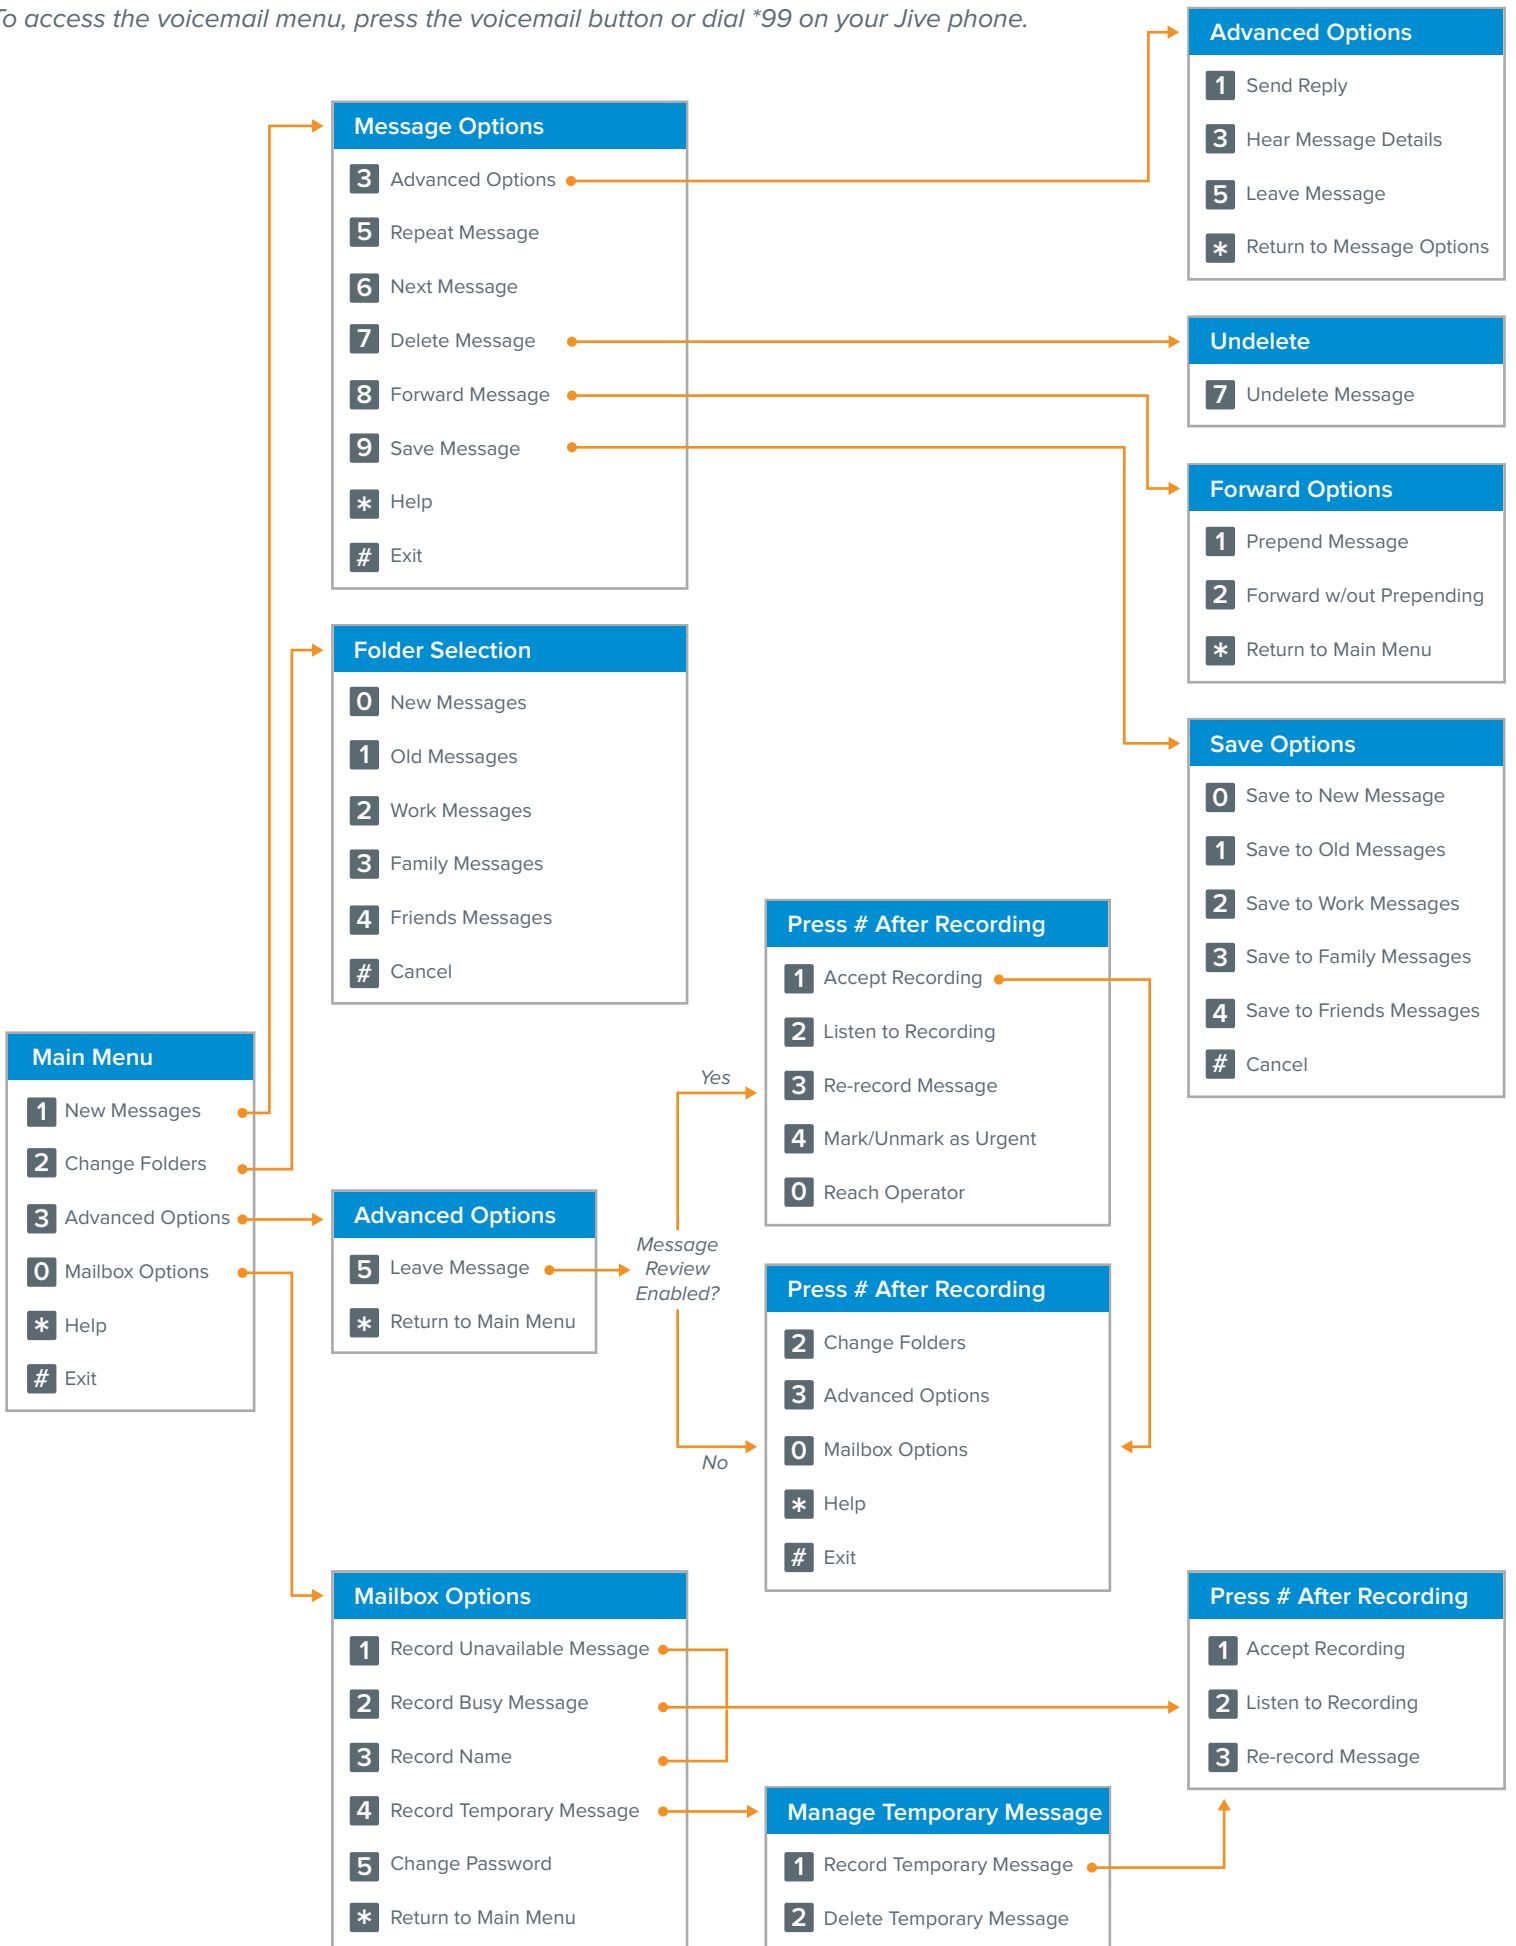 To access the voicemail menu, press the voicemail button or dial *99 on your Jive phone.
Main Menu
1 New Messages
2 Change Folders
3 Advanced Options
0 Mailbox Options
* Help
# Exit
Message Options
3 Advanced Options
5 Repeat Message
6 Next Message
7 Delete Message
8 Forward Message
9 Save Message
* Help
# Exit
Advanced Options
1 Send Reply
3 Hear Message Details
5 Leave Message
* Return to Message Options
Undelete
7 Undelete Message
Forward Options
1 Prepend Message
2 Forward w/out Prepending
* Return to Main Menu
Save Options
0 Save to New Message
1 Save to Old Messages
2 Save to Work Messages
3 Save to Family Messages
4 Save to Friends Messages
# Cancel
Folder Selection
0 New Messages
1 Old Messages
2 Work Messages
3 Family Messages
4 Friends Messages
# Cancel
Advanced Options
5 Leave Message
* Return to Main Menu
Message
Review
Enabled?
Yes
Press # After Recording
1 Accept Recording
2 Listen to Recording
3 Re-record Message
4 Mark/Unmark as Urgent
0 Reach Operator
No
Press # After Recording
2 Change Folders
3 Advanced Options
0 Mailbox Options
* Help
# Exit
Mailbox Options
1 Record Unavailable Message
2 Record Busy Message
3 Record Name
4 Record Temporary Message
5 Change Password
* Return to Main Menu
Manage Temporary Message
1 Record Temporary Message
2 Delete Temporary Message
Press # After Recording
1 Accept Recording
2 Listen to Recording
3 Re-record Message